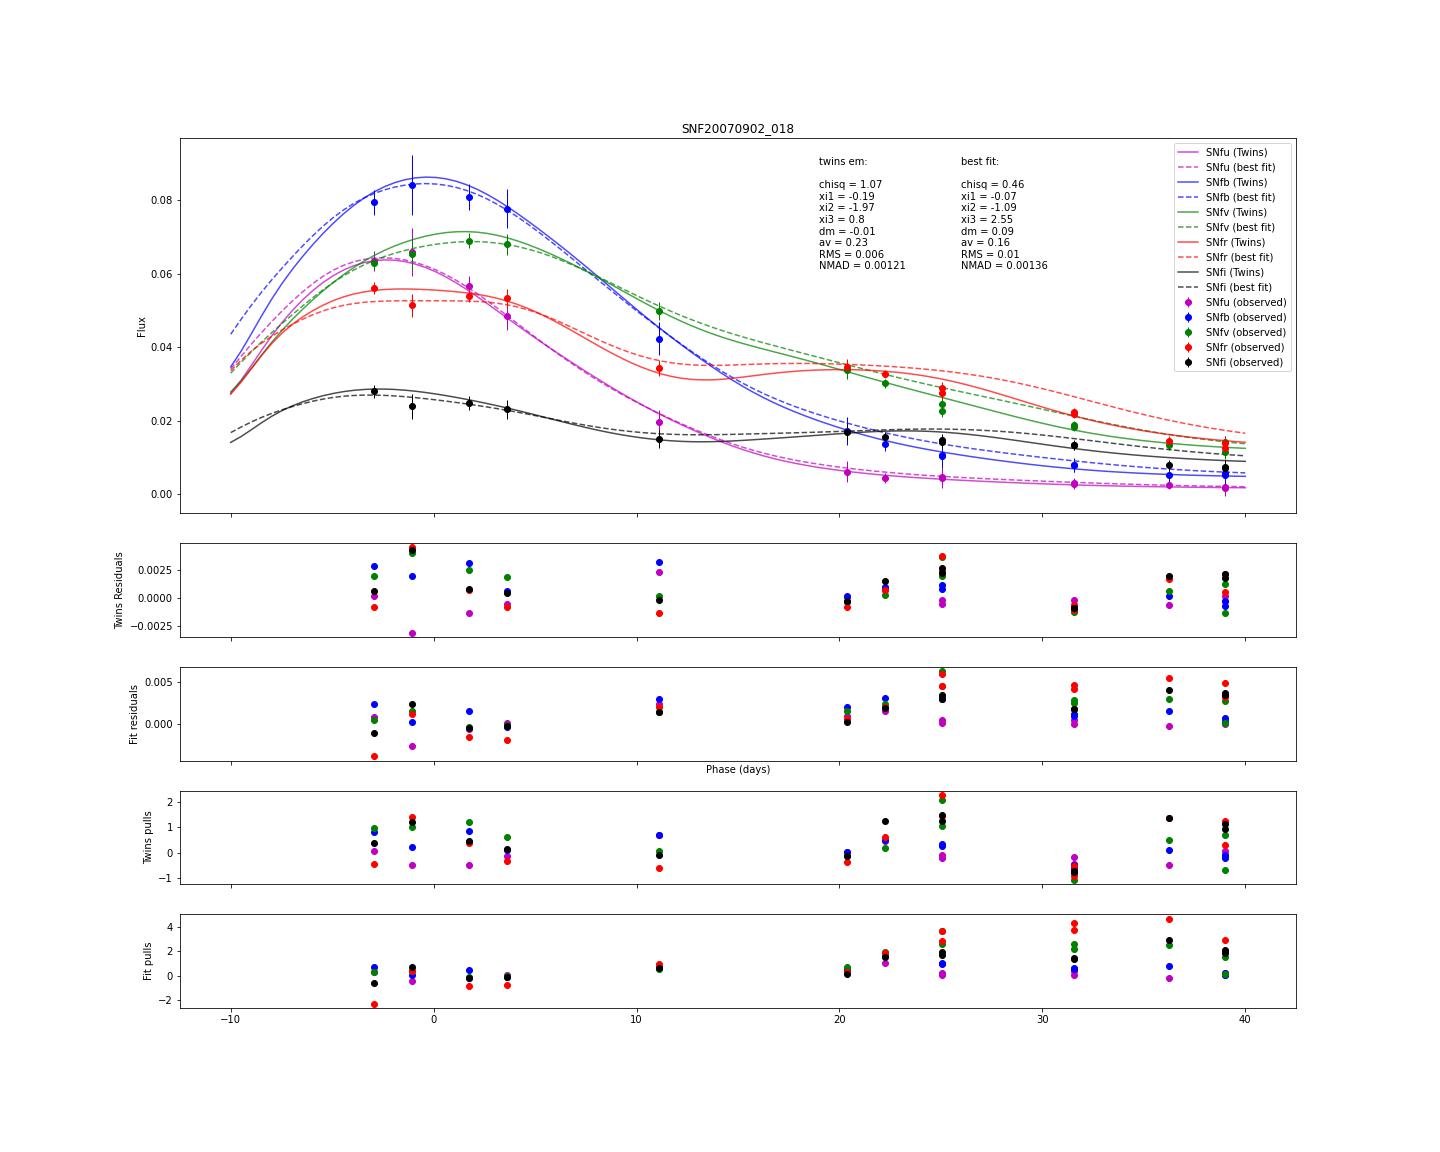 SNF20070902_018
twins em:
chisq = 1.07
xi1 = -0.19
xi2 = -1.97
xi3 = 0.8
dm = -0.01
av = 0.23
RMS = 0.006
NMAD = 0.00121
best fit:
chisq = 0.46
xi1 = -0.07
xi2 = -1.09
xi3 = 2.55
dm = 0.09
av = 0.16
RMS = 0.01
NMAD = 0.00136
SNfu (Twins)
SNfu (best fit)
SNfb (Twins)
SNfb (best fit)
SNfv (Twins)
SNfv (best fit)
SNfr (Twins)
SNfr (best fit)
SNfi (Twins)
SNfi (best fit)
SNfu (observed)
SNfb (observed)
SNfv (observed)
SNfr (observed)
SNfi (observed)
Flux
0.08
0.06
0.04
0.02
0.00
Twins Residuals
0.0025
0.0000
−0.0025
Fit residuals
0.005
0.000
Phase (days)
Twins pulls
2
1
0
−1
Fit pulls
4
2
0
−2
−10
0
10
20
30
40